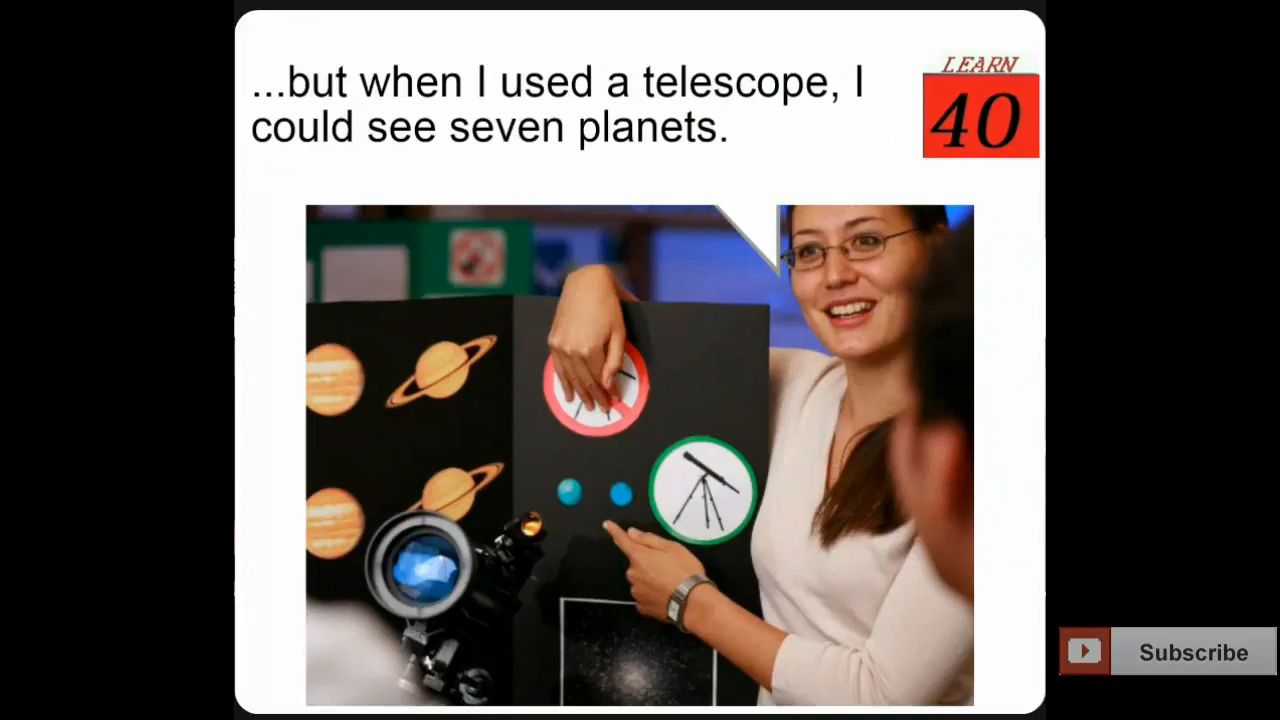 ...but when I used a telescope, I
could see seven planets.
LEARN
40
Subscribe